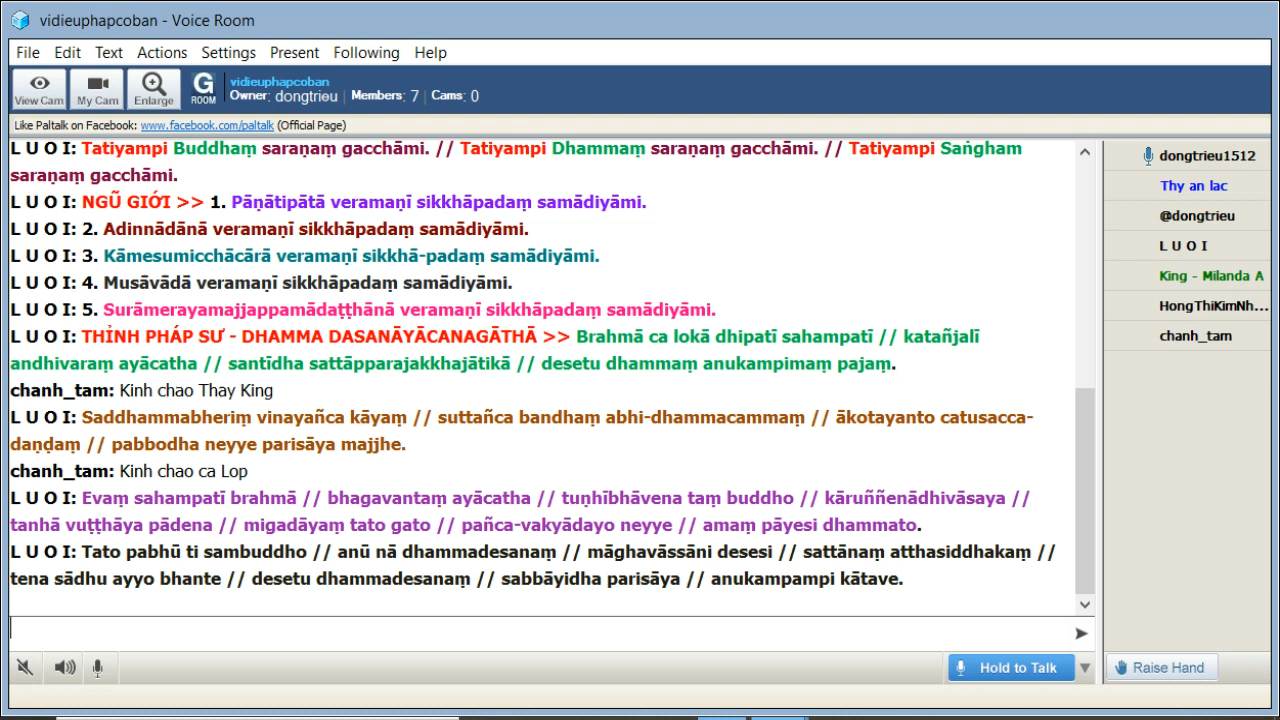 vidieuphapcoban - Voice Room
File Edit Text Actions Settings Present Following Help
View Cam My Cam Enlarge G ROOM
vidieuphapcoban
Owner: dongtrieu | Members: 7 | Cams: 0
Like Paltalk on Facebook: www.facebook.com/paltalk (Official Page)
L U O I: Tatiyampi Buddhaṃ saraṇaṃ gacchāmi. // Tatiyampi Dhammaṃ saraṇaṃ gacchāmi. // Tatiyampi Saṅgham
saraṇaṃ gacchāmi.
L U O I: NGŨ GIỚI >> 1. Pāṇātipātā veramaṇī sikkhāpadaṃ samādiyāmi.
L U O I: 2. Adinnādānā veramaṇī sikkhāpadaṃ samādiyāmi.
L U O I: 3. Kāmesumicchācārā veramaṇī sikkhā-padaṃ samādiyāmi.
L U O I: 4. Musāvādā veramaṇī sikkhāpadaṃ samādiyāmi.
L U O I: 5. Surāmerayamajjappamādaṭṭhānā veramaṇī sikkhāpadaṃ samādiyāmi.
L U O I: THỈNH PHÁP SƯ - DHAMMA DASANĀYĀCANAGĀTHĀ >> Brahmā ca lokā dhipatī sahampatī // katañjalī
andhivaraṃ ayācatha // santīdha sattāpparajakkhajātikā // desetu dhammaṃ anukampimaṃ pajaṃ.
chanh_tam: Kinh chao Thay King
L U O I: Saddhammabheriṃ vinayañca kāyaṃ // suttañca bandhaṃ abhi-dhammacammaṃ // ākotayanto catusacca-
daṇḍaṃ // pabbodha neyye parisāya majjhe.
chanh_tam: Kinh chao ca Lop
L U O I: Evaṃ sahampatī brahmā // bhagavantaṃ ayācatha // tuṇhībhāvena taṃ buddho // kāruññenādhivāsaya //
tanhā vuṭṭhāya pādena // migadāyaṃ tato gato // pañca-vakyādayo neyye // amaṃ pāyesi dhammato.
L U O I: Tato pabhū ti sambuddho // anū nā dhammadesanaṃ // māghavāssāni desesi // sattānaṃ atthasiddhakaṃ //
tena sādhu ayyo bhante // desetu dhammadesanaṃ // sabbāyidha parisāya // anukampampi kātave.
dongtrieu1512
Thy an lac
@dongtrieu
L U O I
King - Milanda A
HongThiKimNh...
chanh_tam
Hold to Talk
Raise Hand